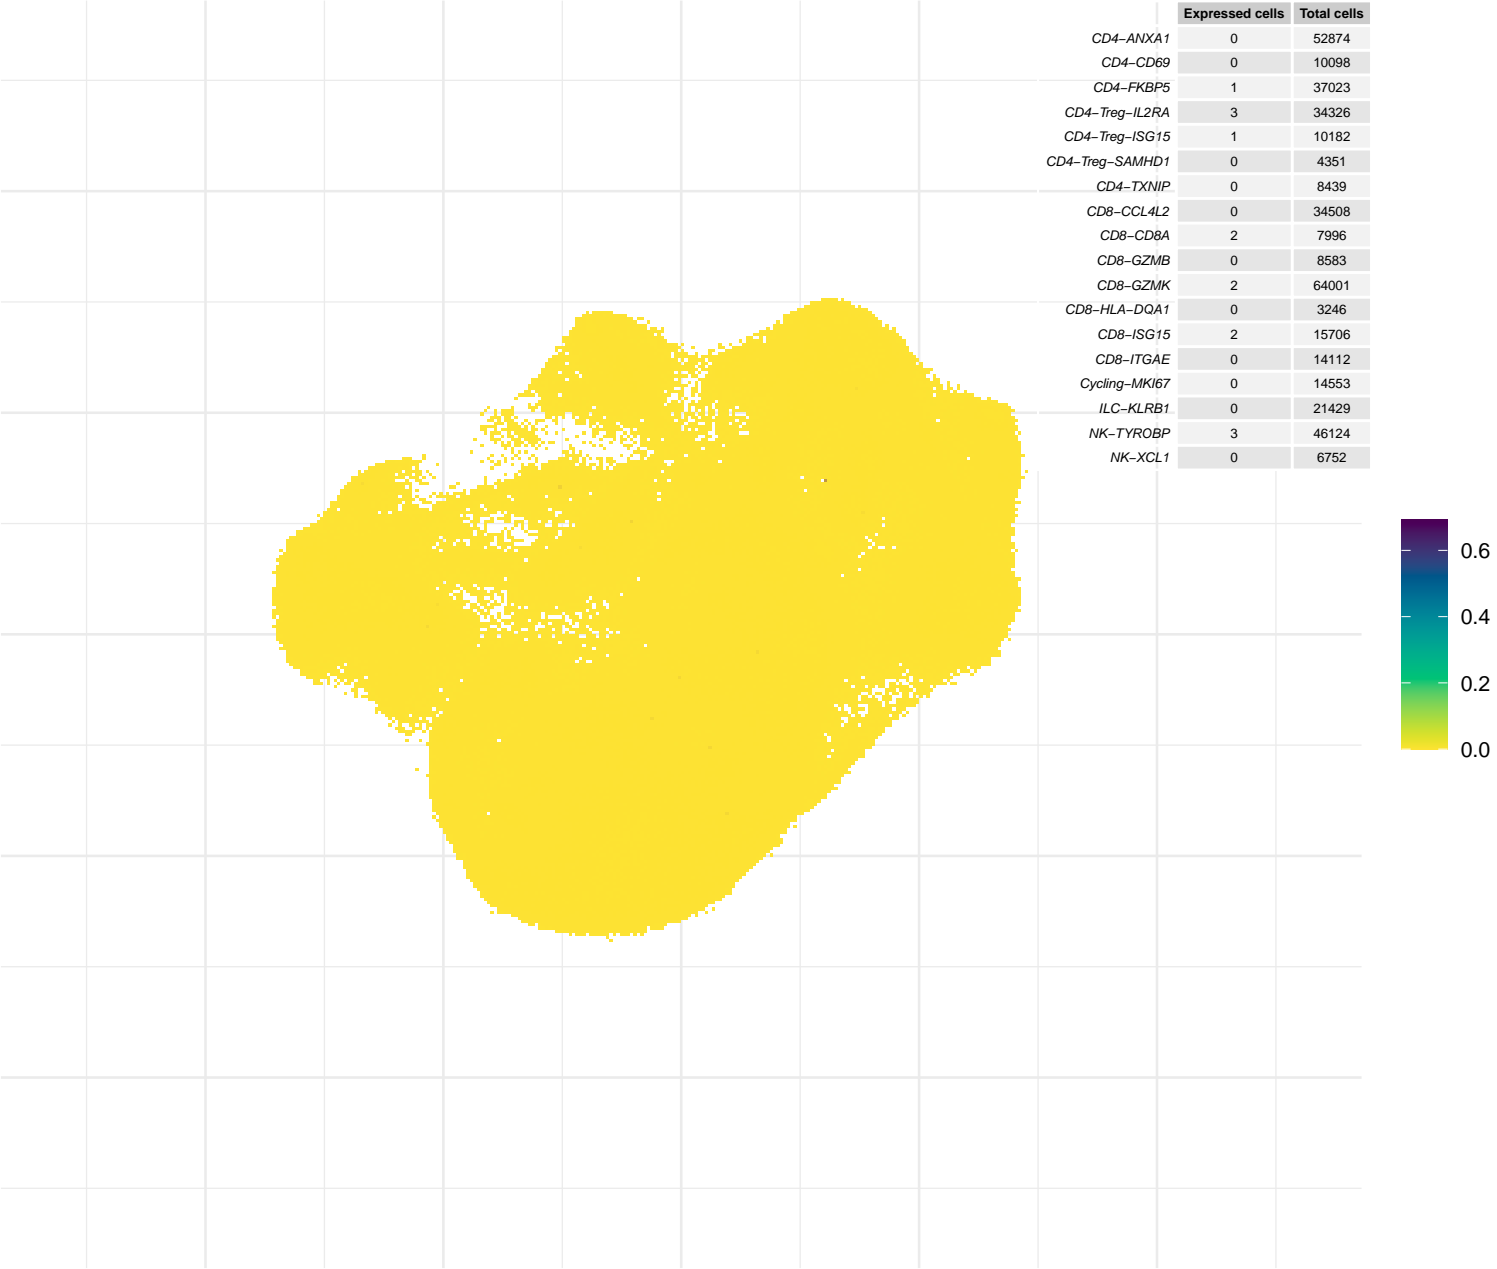 Expressed cells Total cells
CD4−ANXA1 0 52874
CD4−CD69 0 10098
CD4−FKBP5 1 37023
CD4−Treg−IL2RA 3 34326
CD4−Treg−ISG15 1 10182
CD4−Treg−SAMHD1 0 4351
CD4−TXNIP 0 8439
CD8−CCL4L2 0 34508
CD8−CD8A 2 7996
CD8−GZMB 0 8583
CD8−GZMK 2 64001
CD8−HLA−DQA1 0 3246
CD8−ISG15 2 15706
CD8−ITGAE 0 14112
Cycling−MKI67 0 14553
ILC−KLRB1 0 21429
NK−TYROBP 3 46124
NK−XCL1 0 6752
0.6
0.4
0.2
0.0